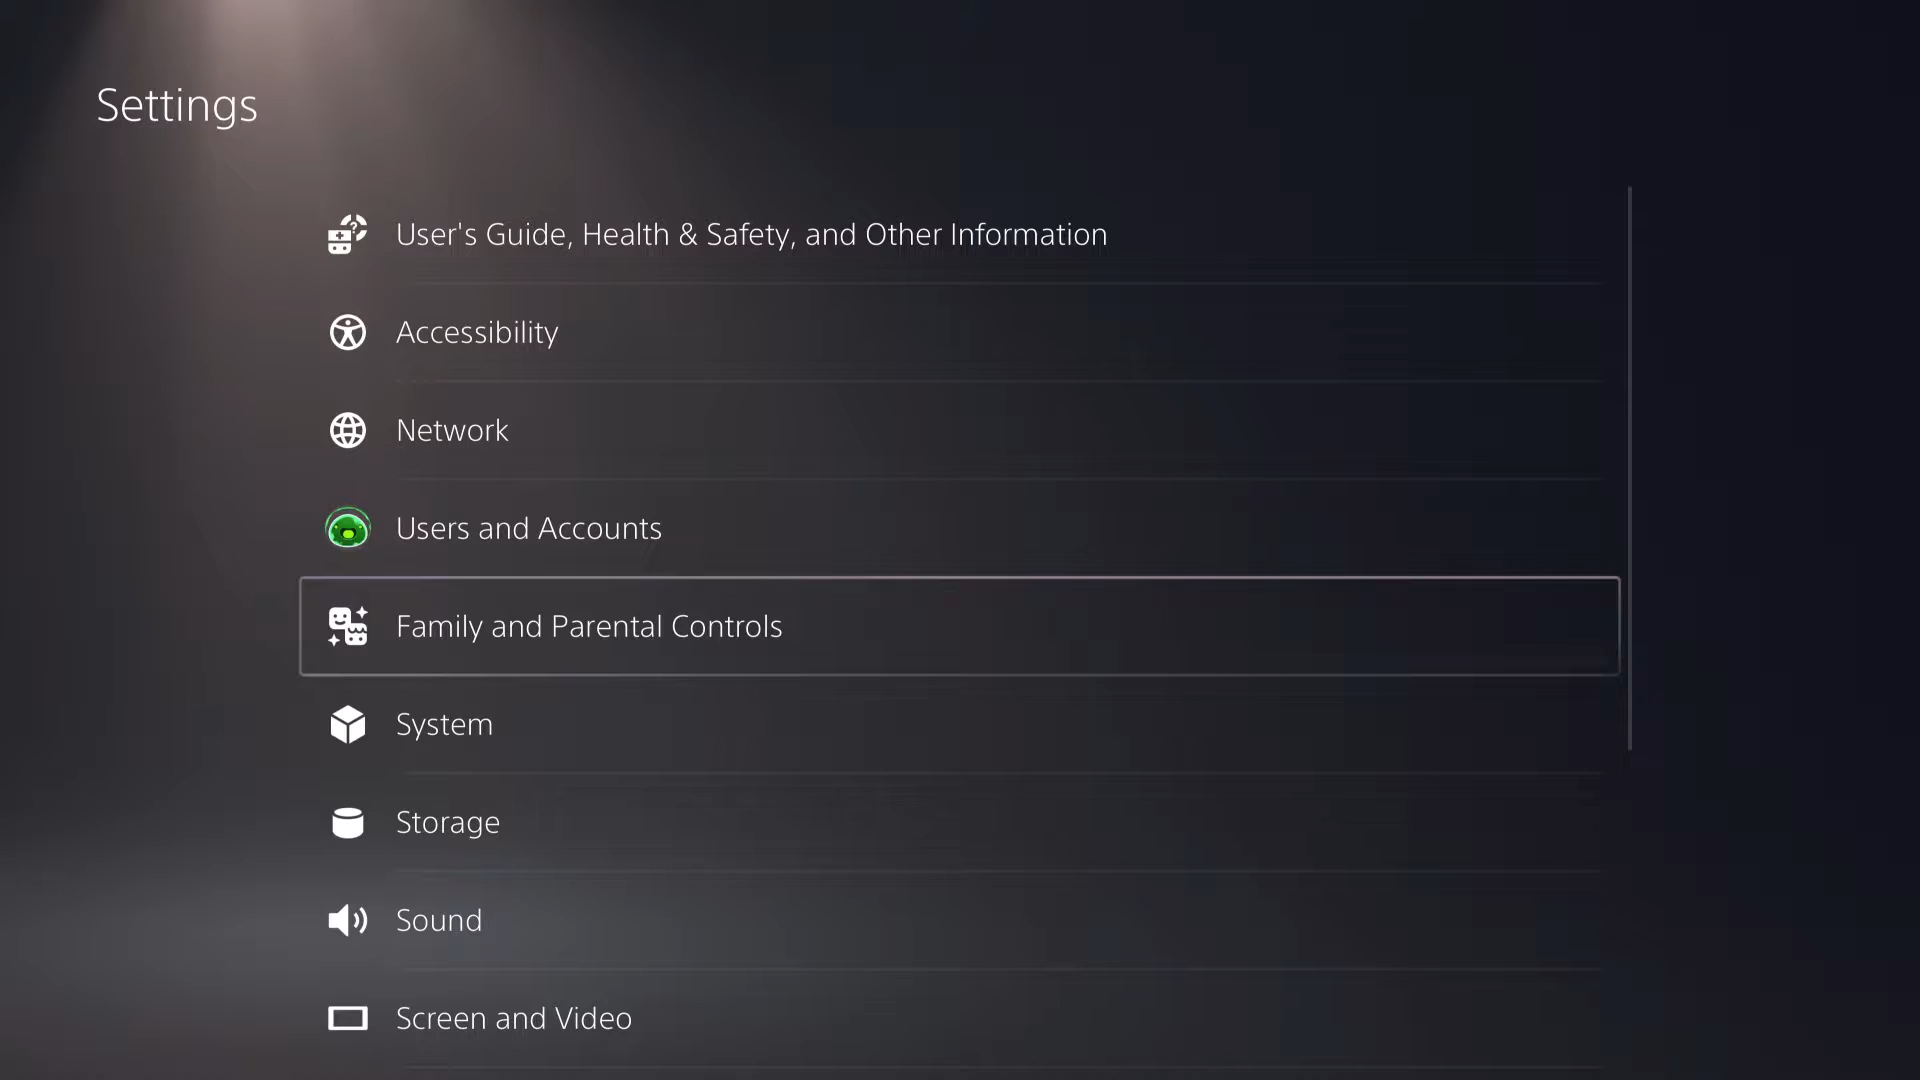 Settings
User's Guide, Health & Safety, and Other Information
Accessibility
Network
Users and Accounts
Family and Parental Controls
System
Storage
Sound
Screen and Video